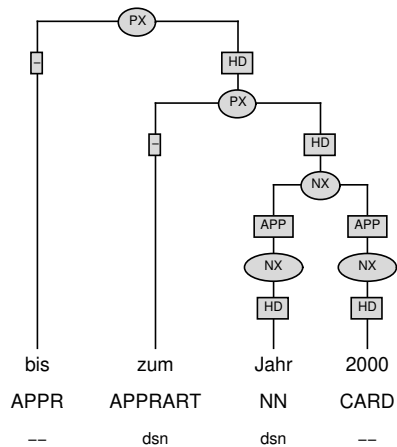 PX
– HD
PX
– HD
NX
APP APP
NX NX
HD HD
bis zum Jahr 2000
APPR APPRART NN CARD
–– dsn dsn ––